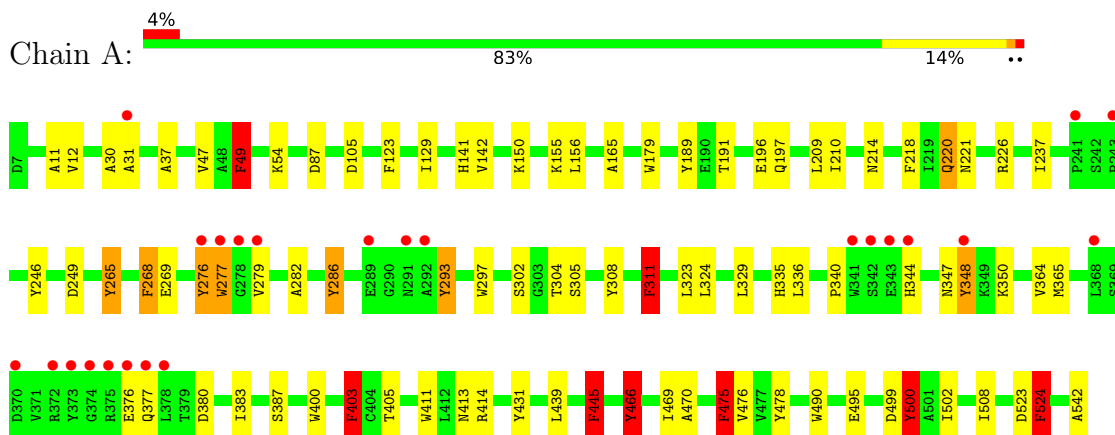 4%
Chain A:
83% 14% ••
D7 A11 V12 A30 A31 A37 V47 A48 F49 K54 D87 D105 F123 I129 H141 V142 K150 K155 L156 A165 W179 Y189 E190 T191 E196 Q197 L209 I210 N214 F218 I219 Q220 N221 R226 I237 P241 S242
Y246 D249 Y265 F268 E269 Y276 W277 G278 V279 A282 Y286 E289 G290 N291 A292 Y293 W297 S302 G303 T304 S305 Y308 F311 L323 L324 L329 H335 L336 P340 W341 S342 E343 H344 N347 Y348 K349 K350 V364 M365 L368 S369
D370 V371 R372 Y373 G374 R375 E376 Q377 L378 T379 D380 I383 S387 W400 F403 C404 T405 W411 L412 N413 R414 Y431 L439 F445 Y466 I469 A470 F475 V476 V477 Y478 W490 E495 D499 Y500 A501 I502 I508 D523 F524 A542